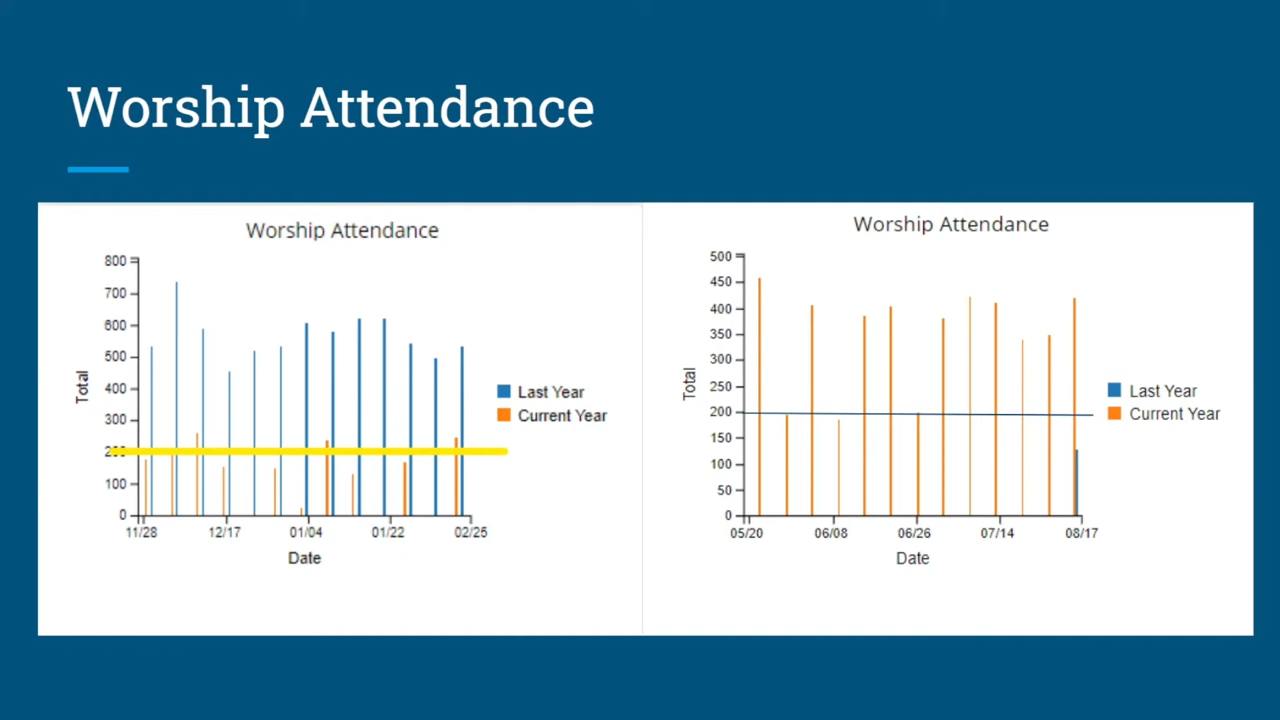 Worship Attendance
Worship Attendance
800
700
600
500
400
300
200
100
0
Total
11/28 12/17 01/04 01/22 02/25
Date
Last Year
Current Year
Worship Attendance
500
450
400
350
300
250
200
150
100
50
0
Total
05/20 06/08 06/26 07/14 08/17
Date
Last Year
Current Year